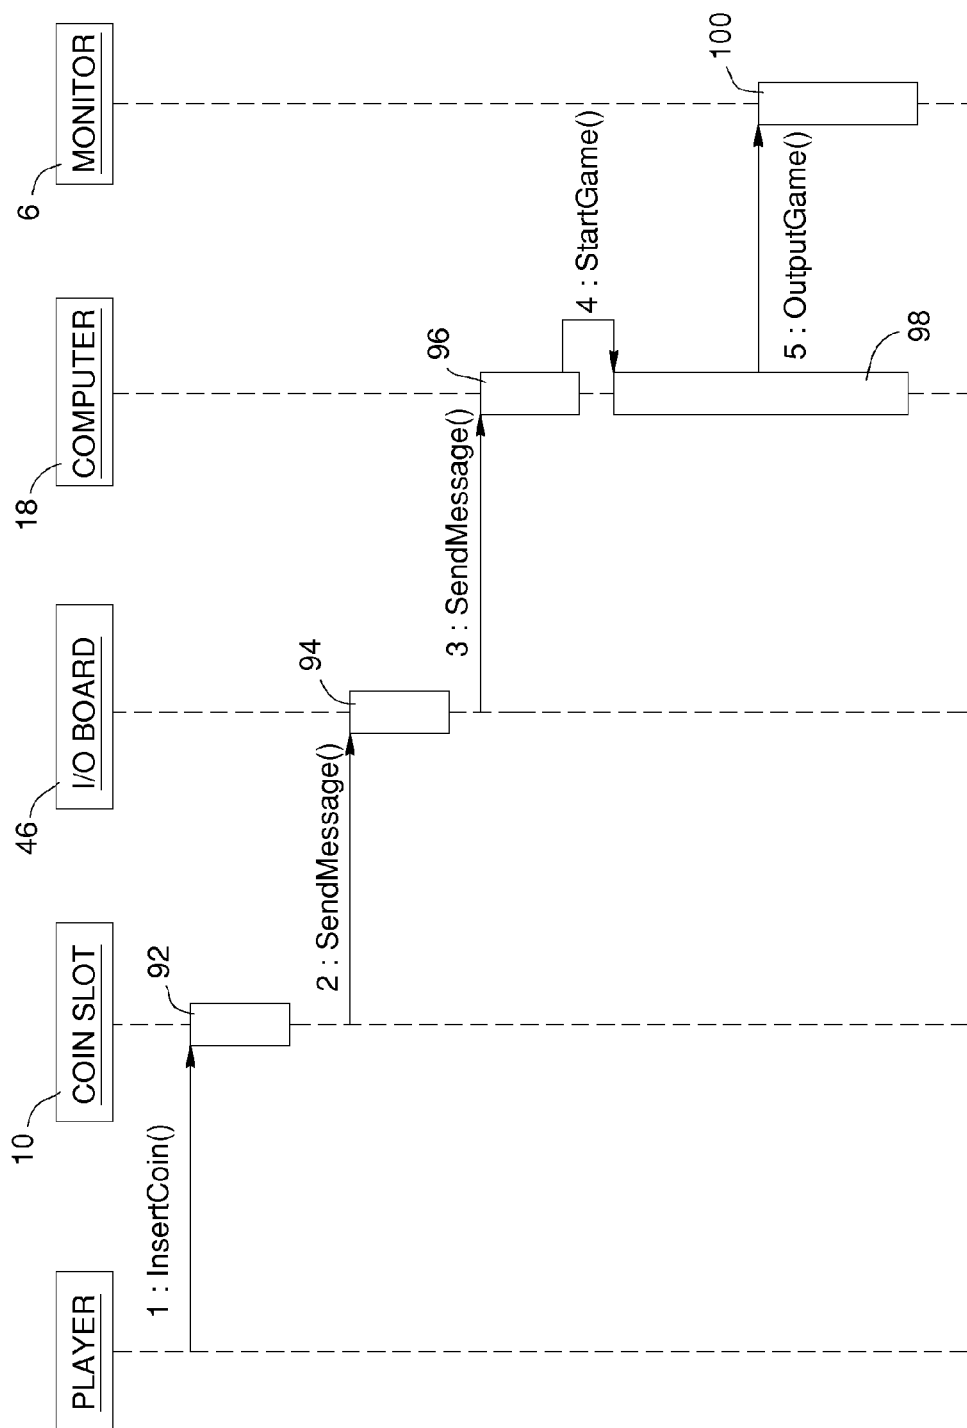 PLAYER
10
COIN SLOT
46
I/O BOARD
18
COMPUTER
6
MONITOR
1 : InsertCoin()
92
2 : SendMessage()
94
3 : SendMessage()
96
4 : StartGame()
5 : OutputGame()
98
100